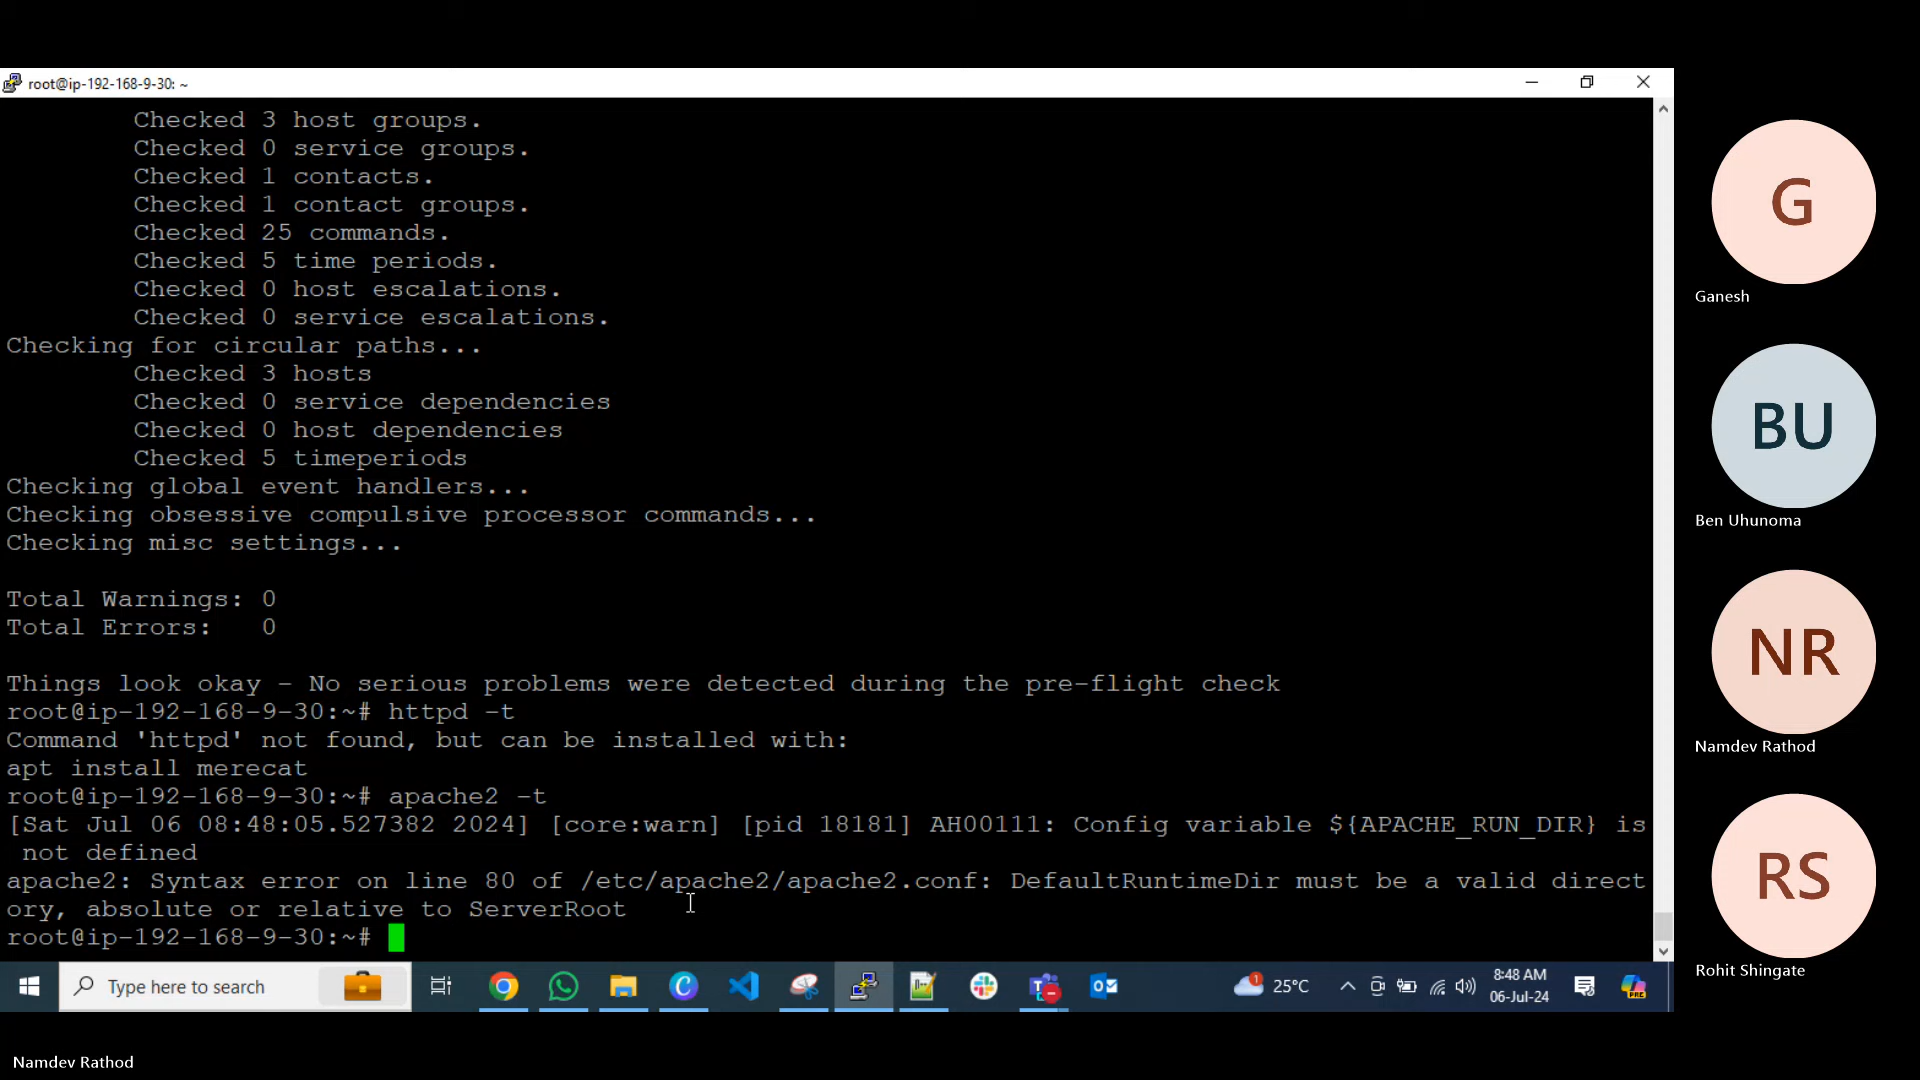 root@ip-192-168-9-30: ~
Checked 3 host groups.
Checked 0 service groups.
Checked 1 contacts.
Checked 1 contact groups.
Checked 25 commands.
Checked 5 time periods.
Checked 0 host escalations.
Checked 0 service escalations.
Checking for circular paths...
Checked 3 hosts
Checked 0 service dependencies
Checked 0 host dependencies
Checked 5 timeperiods
Checking global event handlers...
Checking obsessive compulsive processor commands...
Checking misc settings...
Total Warnings: 0
Total Errors:   0
Things look okay - No serious problems were detected during the pre-flight check
root@ip-192-168-9-30:~# httpd -t
Command 'httpd' not found, but can be installed with:
apt install merecat
root@ip-192-168-9-30:~# apache2 -t
[Sat Jul 06 08:48:05.527382 2024] [core:warn] [pid 18181] AH00111: Config variable ${APACHE_RUN_DIR} is
not defined
apache2: Syntax error on line 80 of /etc/apache2/apache2.conf: DefaultRuntimeDir must be a valid direct
ory, absolute or relative to ServerRoot
root@ip-192-168-9-30:~#
Type here to search
1
25°C
8:48 AM
06-Jul-24
G
Ganesh
BU
Ben Uhunoma
NR
Namdev Rathod
RS
Rohit Shingate
Namdev Rathod